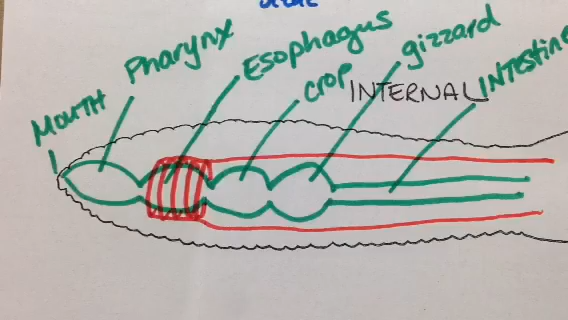 Mouth
Pharynx
Esophagus
crop
gizzard
INTERNAL
Intestine